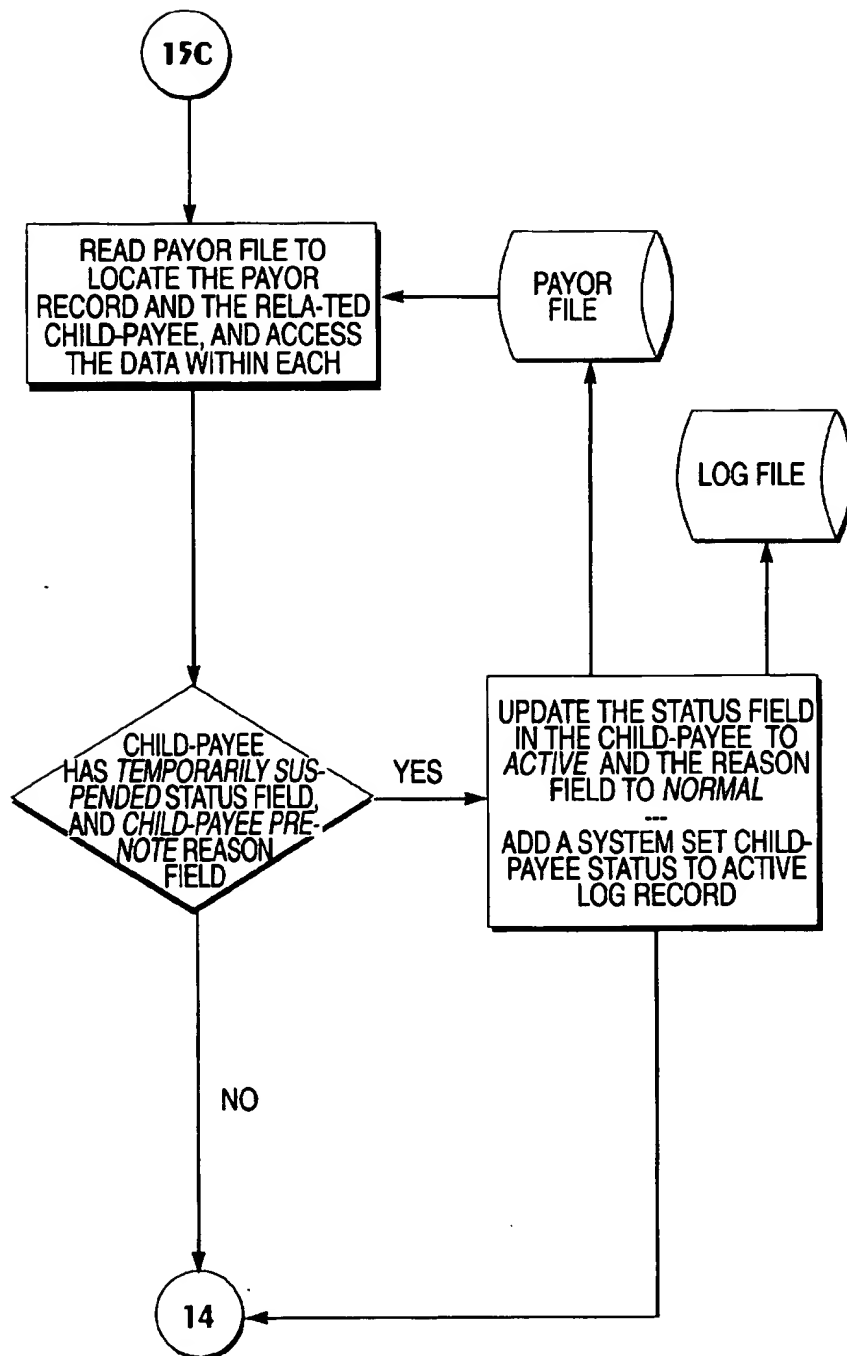 15C
READ PAYOR FILE TO
LOCATE THE PAYOR
RECORD AND THE RELA-TED
CHILD-PAYEE, AND ACCESS
THE DATA WITHIN EACH
PAYOR
FILE
LOG FILE
CHILD-PAYEE
HAS TEMPORARILY SUS-
PENDED STATUS FIELD,
AND CHILD-PAYEE PRE-
NOTE REASON
FIELD
YES
UPDATE THE STATUS FIELD
IN THE CHILD-PAYEE TO
ACTIVE AND THE REASON
FIELD TO NORMAL
---
ADD A SYSTEM SET CHILD-
PAYEE STATUS TO ACTIVE
LOG RECORD
NO
14